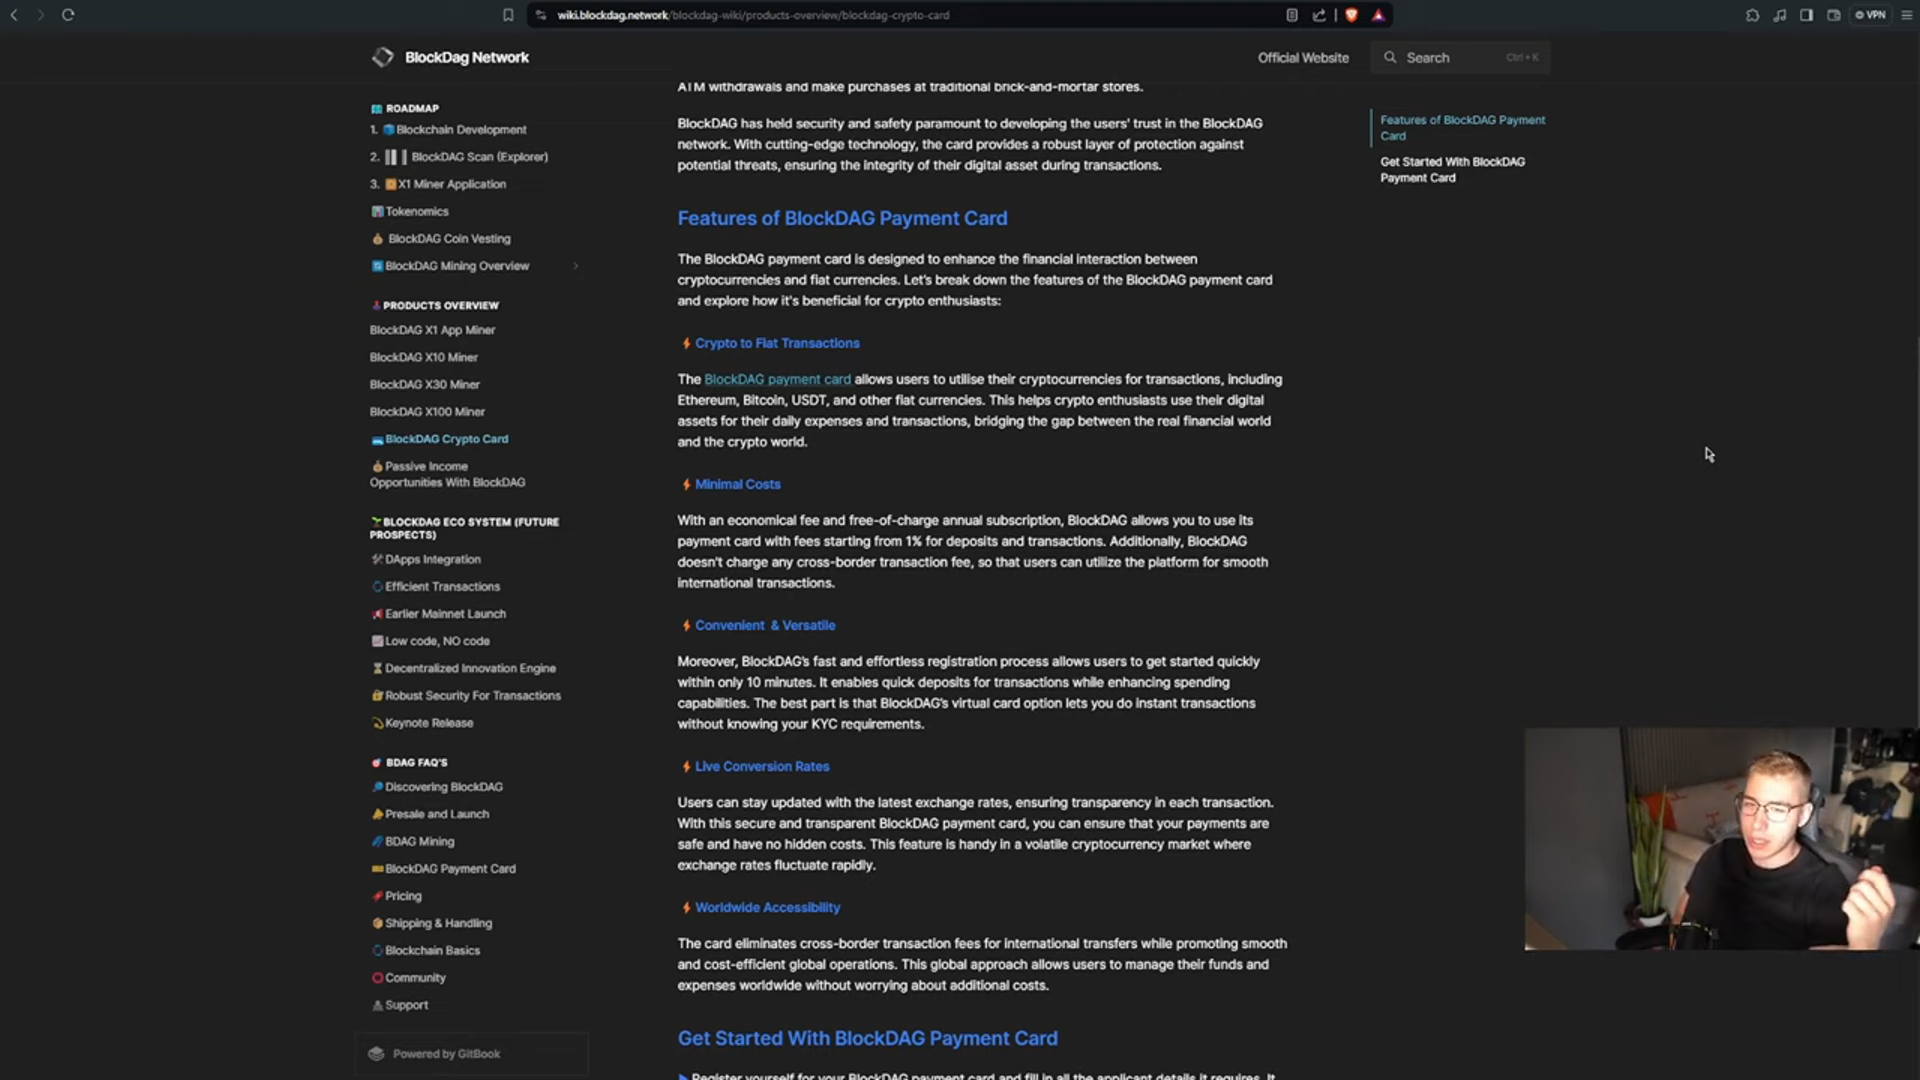 wiki.blockdag.network/blockdag-wiki/products-overview/blockdag-crypto-card
VPN
BlockDag Network
Official Website
Search
Ctrl + K
ROADMAP
1. Blockchain Development
2. BlockDAG Scan (Explorer)
3. X1 Miner Application
Tokenomics
BlockDAG Coin Vesting
BlockDAG Mining Overview
PRODUCTS OVERVIEW
BlockDAG X1 App Miner
BlockDAG X10 Miner
BlockDAG X30 Miner
BlockDAG X100 Miner
BlockDAG Crypto Card
Passive Income
Opportunities With BlockDAG
BLOCKDAG ECO SYSTEM (FUTURE
PROSPECTS)
DApps Integration
Efficient Transactions
Earlier Mainnet Launch
Low code, NO code
Decentralized Innovation Engine
Robust Security For Transactions
Keynote Release
BDAG FAQ'S
Discovering BlockDAG
Presale and Launch
BDAG Mining
BlockDAG Payment Card
Pricing
Shipping & Handling
Blockchain Basics
Community
Support
Powered by GitBook
ATM withdrawals and make purchases at traditional brick-and-mortar stores.
BlockDAG has held security and safety paramount to developing the users' trust in the BlockDAG
network. With cutting-edge technology, the card provides a robust layer of protection against
potential threats, ensuring the integrity of their digital asset during transactions.
Features of BlockDAG Payment Card
The BlockDAG payment card is designed to enhance the financial interaction between
cryptocurrencies and fiat currencies. Let's break down the features of the BlockDAG payment card
and explore how it's beneficial for crypto enthusiasts:
Crypto to Fiat Transactions
The BlockDAG payment card allows users to utilise their cryptocurrencies for transactions, including
Ethereum, Bitcoin, USDT, and other fiat currencies. This helps crypto enthusiasts use their digital
assets for their daily expenses and transactions, bridging the gap between the real financial world
and the crypto world.
Minimal Costs
With an economical fee and free-of-charge annual subscription, BlockDAG allows you to use its
payment card with fees starting from 1% for deposits and transactions. Additionally, BlockDAG
doesn't charge any cross-border transaction fee, so that users can utilize the platform for smooth
international transactions.
Convenient & Versatile
Moreover, BlockDAG's fast and effortless registration process allows users to get started quickly
within only 10 minutes. It enables quick deposits for transactions while enhancing spending
capabilities. The best part is that BlockDAG's virtual card option lets you do instant transactions
without knowing your KYC requirements.
Live Conversion Rates
Users can stay updated with the latest exchange rates, ensuring transparency in each transaction.
With this secure and transparent BlockDAG payment card, you can ensure that your payments are
safe and have no hidden costs. This feature is handy in a volatile cryptocurrency market where
exchange rates fluctuate rapidly.
Worldwide Accessibility
The card eliminates cross-border transaction fees for international transfers while promoting smooth
and cost-efficient global operations. This global approach allows users to manage their funds and
expenses worldwide without worrying about additional costs.
Get Started With BlockDAG Payment Card
Register yourself for your BlockDAG payment card and fill in all the applicant details it requires. It
Features of BlockDAG Payment
Card
Get Started With BlockDAG
Payment Card